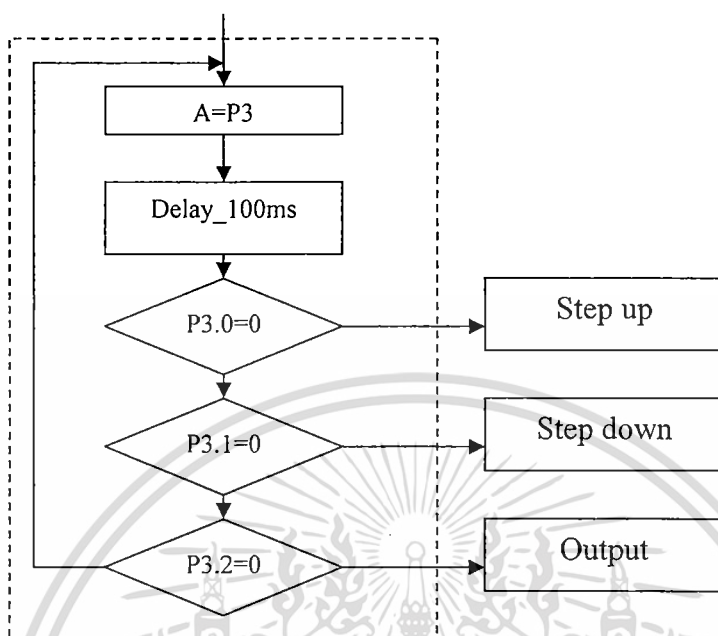 A=P3
Delay_100ms
P3.0=0
Step up
P3.1=0
Step down
P3.2=0
Output